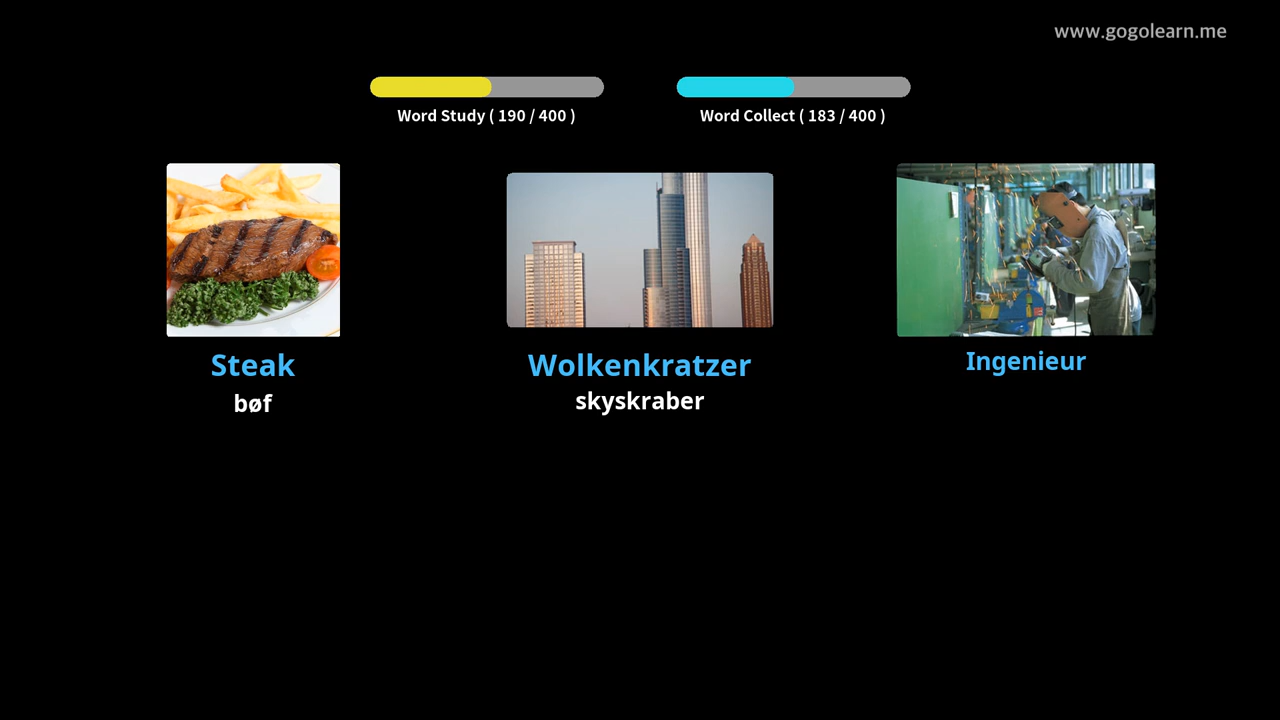 www.gogolearn.me
Word Study ( 190 / 400 )
Word Collect ( 183 / 400 )
Steak
bøf
Wolkenkratzer
skyskraber
Ingenieur